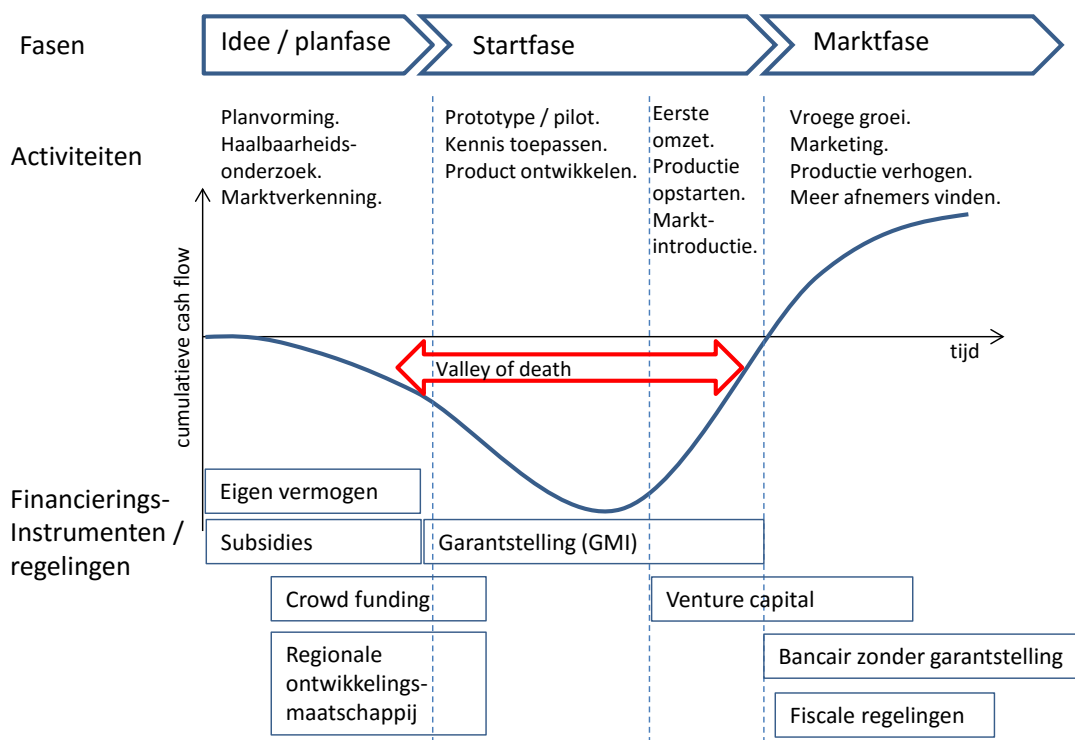 Fasen
Idee / planfase
Startfase
Marktfase
Activiteiten
Planvorming.
Haalbaarheids-
onderzoek.
Marktverkenning.
Prototype / pilot.
Kennis toepassen.
Product ontwikkelen.
Eerste
omzet.
Productie
opstarten.
Markt-
introductie.
Vroege groei.
Marketing.
Productie verhogen.
Meer afnemers vinden.
cumulatieve cash flow
tijd
Valley of death
Financierings-
Instrumenten /
regelingen
Eigen vermogen
Subsidies
Garantstelling (GMI)
Crowd funding
Venture capital
Regionale
ontwikkelings-
maatschappij
Bancair zonder garantstelling
Fiscale regelingen